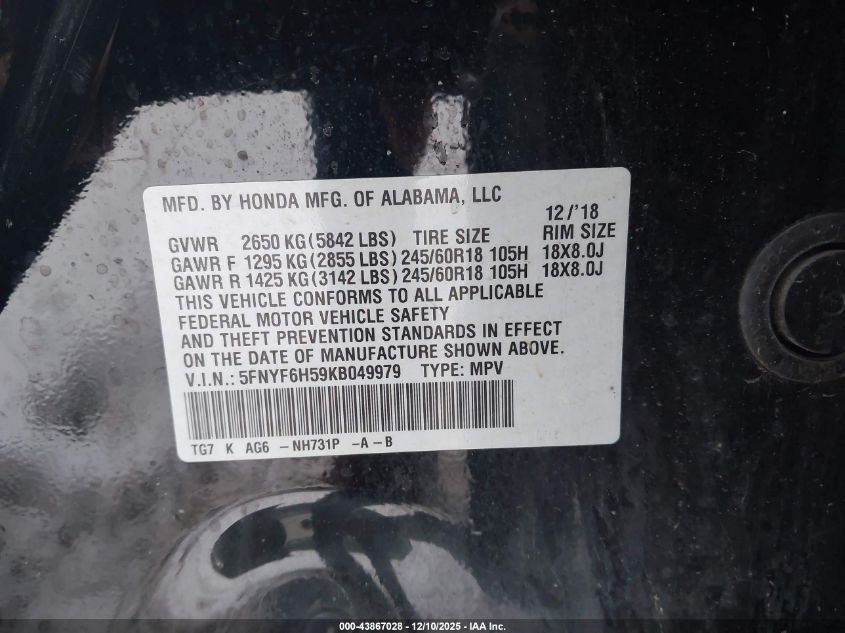 MFD. BY HONDA MFG. OF ALABAMA, LLC
12/'18
GVWR 2650 KG(5842 LBS) TIRE SIZE RIM SIZE
GAWR F 1295 KG(2855 LBS)245/60R18 105H 18X8.0J
GAWR R 1425 KG(3142 LBS)245/60R18 105H 18X8.0J
THIS VEHICLE CONFORMS TO ALL APPLICABLE
FEDERAL MOTOR VEHICLE SAFETY
AND THEFT PREVENTION STANDARDS IN EFFECT
ON THE DATE OF MANUFACTURE SHOWN ABOVE.
V.I.N.: 5FNYF6H59KB049979 TYPE: MPV
TG7 K AG6 -NH731P -A-B
000-43867028 - 12/10/2025 - IAA Inc.